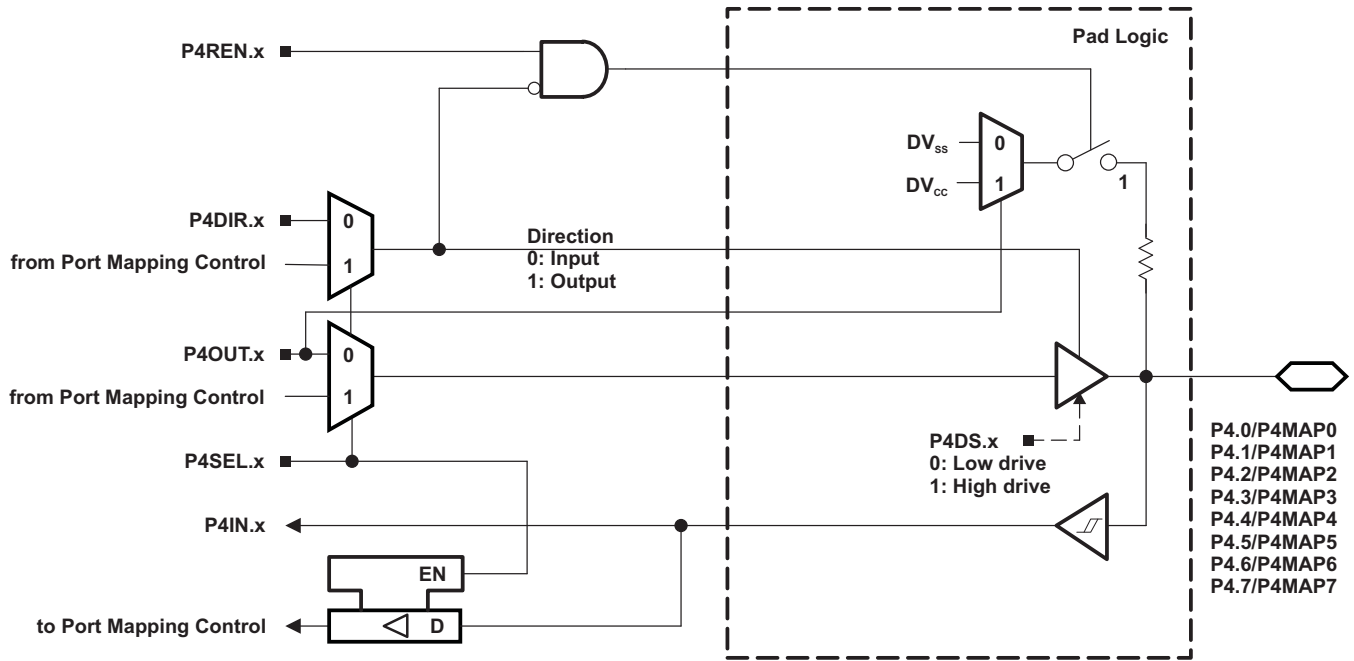 Pad Logic
P4REN.x
DVss
0
DVcc
1
1
P4DIR.x
0
from Port Mapping Control
1
Direction
0: Input
1: Output
P4OUT.x
0
from Port Mapping Control
1
P4SEL.x
P4DS.x
0: Low drive
1: High drive
P4.0/P4MAP0
P4.1/P4MAP1
P4.2/P4MAP2
P4.3/P4MAP3
P4.4/P4MAP4
P4.5/P4MAP5
P4.6/P4MAP6
P4.7/P4MAP7
P4IN.x
EN
D
to Port Mapping Control